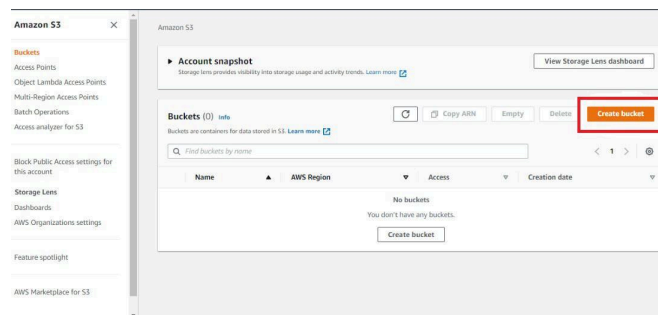 Amazon S3
Buckets
Access Points
Object Lambda Access Points
Multi-Region Access Points
Batch Operations
Access analyzer for S3
Block Public Access settings for
this account
Storage Lens
Dashboards
AWS Organizations settings
Feature spotlight
AWS Marketplace for S3
Amazon S3
Account snapshot
Storage lens provides visibility into storage usage and activity trends. Learn more
View Storage Lens dashboard
Buckets (0) Info
Buckets are containers for data stored in S3. Learn more
Copy ARN
Empty
Delete
Create bucket
Find buckets by name
1
Name AWS Region Access Creation date
No buckets
You don't have any buckets.
Create bucket